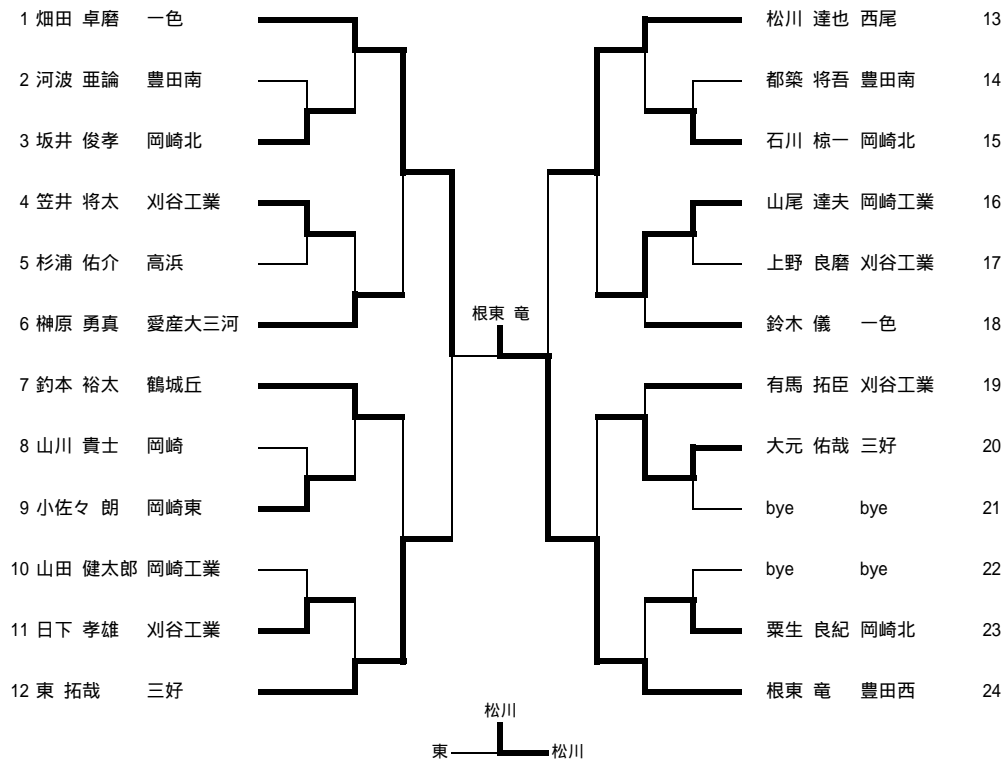 1 畑田 卓磨 一色
2 河波 亜論 豊田南
3 坂井 俊孝 岡崎北
4 笠井 将太 刈谷工業
5 杉浦 佑介 高浜
6 榊原 勇真 愛産大三河
7 釣本 裕太 鶴城丘
8 山川 貴士 岡崎
9 小佐々 朗 岡崎東
10 山田 健太郎 岡崎工業
11 日下 孝雄 刈谷工業
12 東 拓哉 三好
根東 竜
松川 達也 西尾 13
都築 将吾 豊田南 14
石川 椋一 岡崎北 15
山尾 達夫 岡崎工業 16
上野 良磨 刈谷工業 17
鈴木 儀 一色 18
有馬 拓臣 刈谷工業 19
大元 佑哉 三好 20
bye bye 21
bye bye 22
粟生 良紀 岡崎北 23
根東 竜 豊田西 24
松川
東 松川